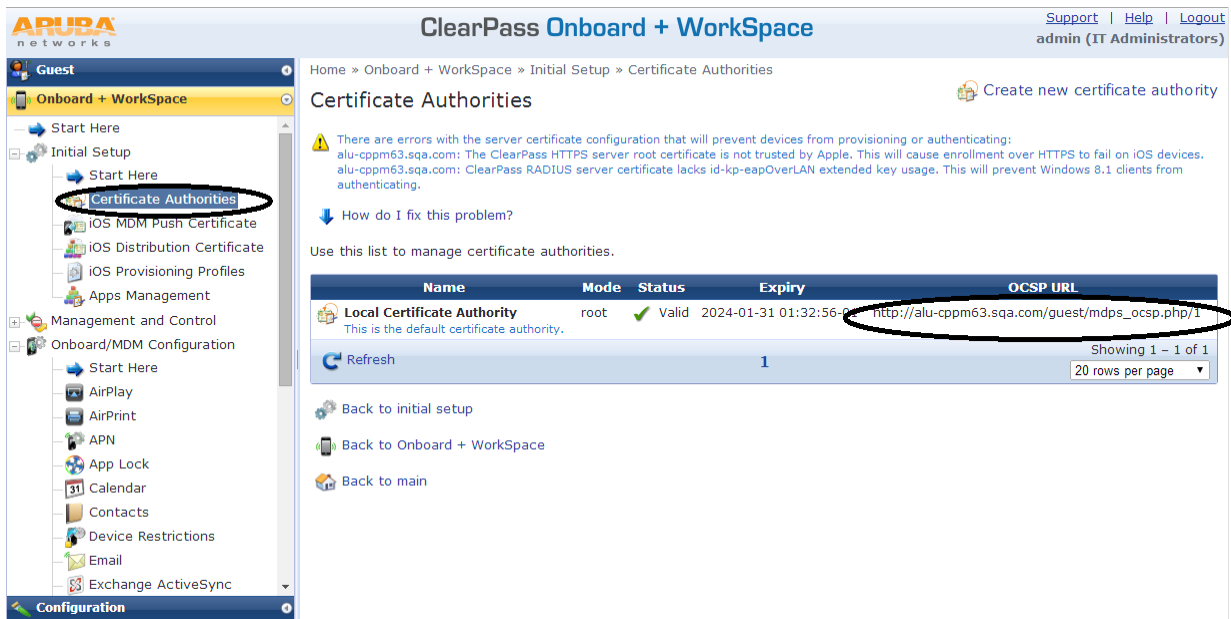 ARUBA
networks
ClearPass Onboard + WorkSpace
Support | Help | Logout
admin (IT Administrators)
Guest
Onboard + WorkSpace
Start Here
Initial Setup
Start Here
Certificate Authorities
iOS MDM Push Certificate
iOS Distribution Certificate
iOS Provisioning Profiles
Apps Management
Management and Control
Onboard/MDM Configuration
Start Here
AirPlay
AirPrint
APN
App Lock
31
Calendar
Contacts
Device Restrictions
Email
Exchange ActiveSync
Configuration
Home » Onboard + WorkSpace » Initial Setup » Certificate Authorities
Certificate Authorities
Create new certificate authority
There are errors with the server certificate configuration that will prevent devices from provisioning or authenticating:
alu-cppm63.sqa.com: The ClearPass HTTPS server root certificate is not trusted by Apple. This will cause enrollment over HTTPS to fail on iOS devices.
alu-cppm63.sqa.com: ClearPass RADIUS server certificate lacks id-kp-eapOverLAN extended key usage. This will prevent Windows 8.1 clients from
authenticating.
How do I fix this problem?
Use this list to manage certificate authorities.
Name Mode Status Expiry OCSP URL
Local Certificate Authority root Valid 2024-01-31 01:32:56- http://alu-cppm63.sqa.com/guest/mdps_ocsp.php/1
This is the default certificate authority.
Refresh 1 Showing 1 – 1 of 1
20 rows per page
Back to initial setup
Back to Onboard + WorkSpace
Back to main